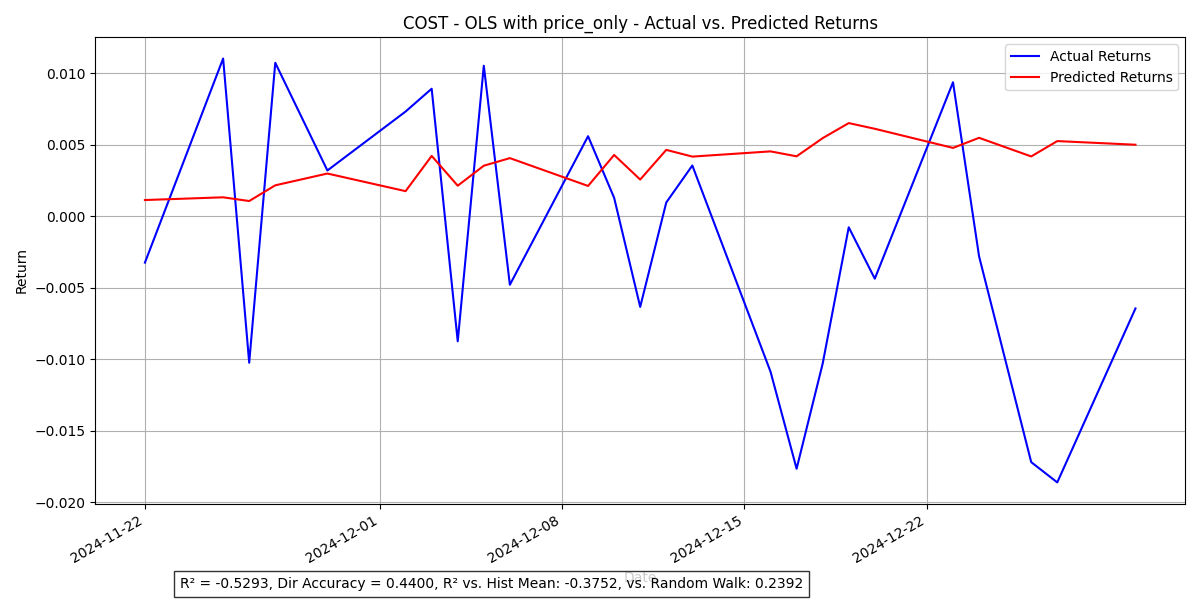 COST - OLS with price_only - Actual vs. Predicted Returns
Actual Returns
Predicted Returns
0.010
0.005
0.000
−0.005
−0.010
−0.015
−0.020
Return
2024-11-22
2024-12-01
2024-12-08
2024-12-15
2024-12-22
Date
R² = -0.5293, Dir Accuracy = 0.4400, R² vs. Hist Mean: -0.3752, vs. Random Walk: 0.2392